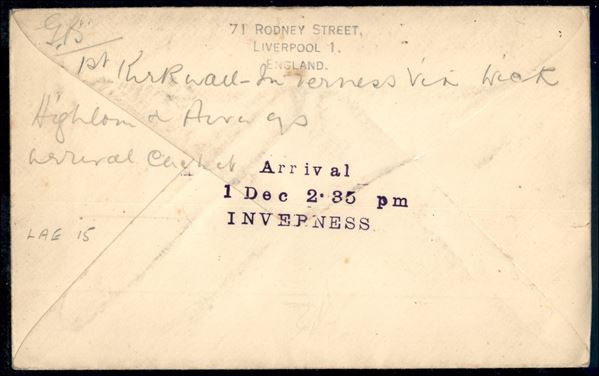 GB
71 RODNEY STREET,
LIVERPOOL 1.
ENGLAND.
1st Kirkwall - Inverness Via Wick
Highland Airways
arrival Cachet
Arrival
1 Dec 2·35 pm
INVERNESS
LAE 15